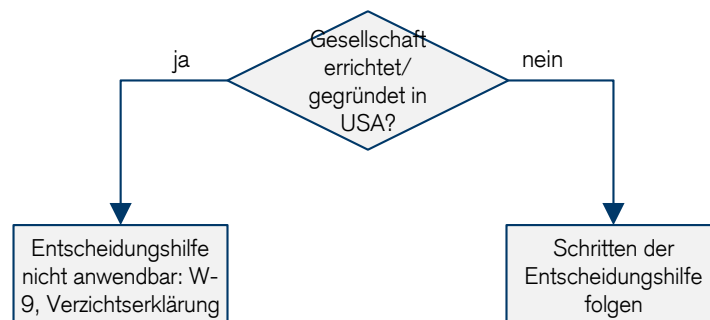 Gesellschaft
errichtet/
gegründet in
USA?
ja
nein
Entscheidungshilfe
nicht anwendbar: W-
9, Verzichtserklärung
Schritten der
Entscheidungshilfe
folgen